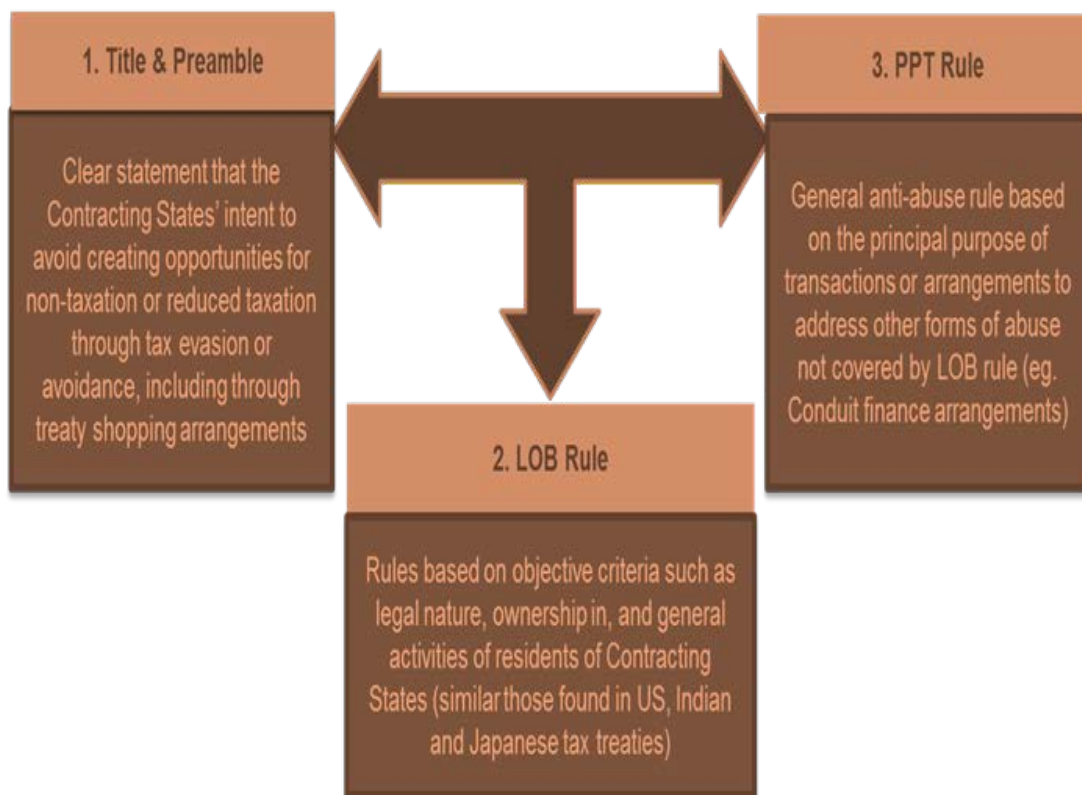 1. Title & Preamble
Clear statement that the
Contracting States' intent to
avoid creating opportunities for
non-taxation or reduced taxation
through tax evasion or
avoidance, including through
treaty shopping arrangements
2. LOB Rule
Rules based on objective criteria such as
legal nature, ownership in, and general
activities of residents of Contracting
States (similar those found in US, Indian
and Japanese tax treaties)
3. PPT Rule
General anti-abuse rule based
on the principal purpose of
transactions or arrangements to
address other forms of abuse
not covered by LOB rule (eg.
Conduit finance arrangements)